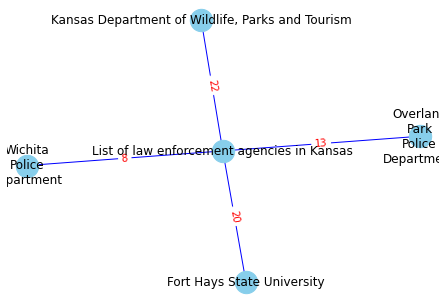 Kansas Department of Wildlife, Parks and Tourism
22
Overlan
Park
Police
Departme
13
List of law enforcement agencies in Kansas
8
Wichita
Police
partment
20
Fort Hays State University